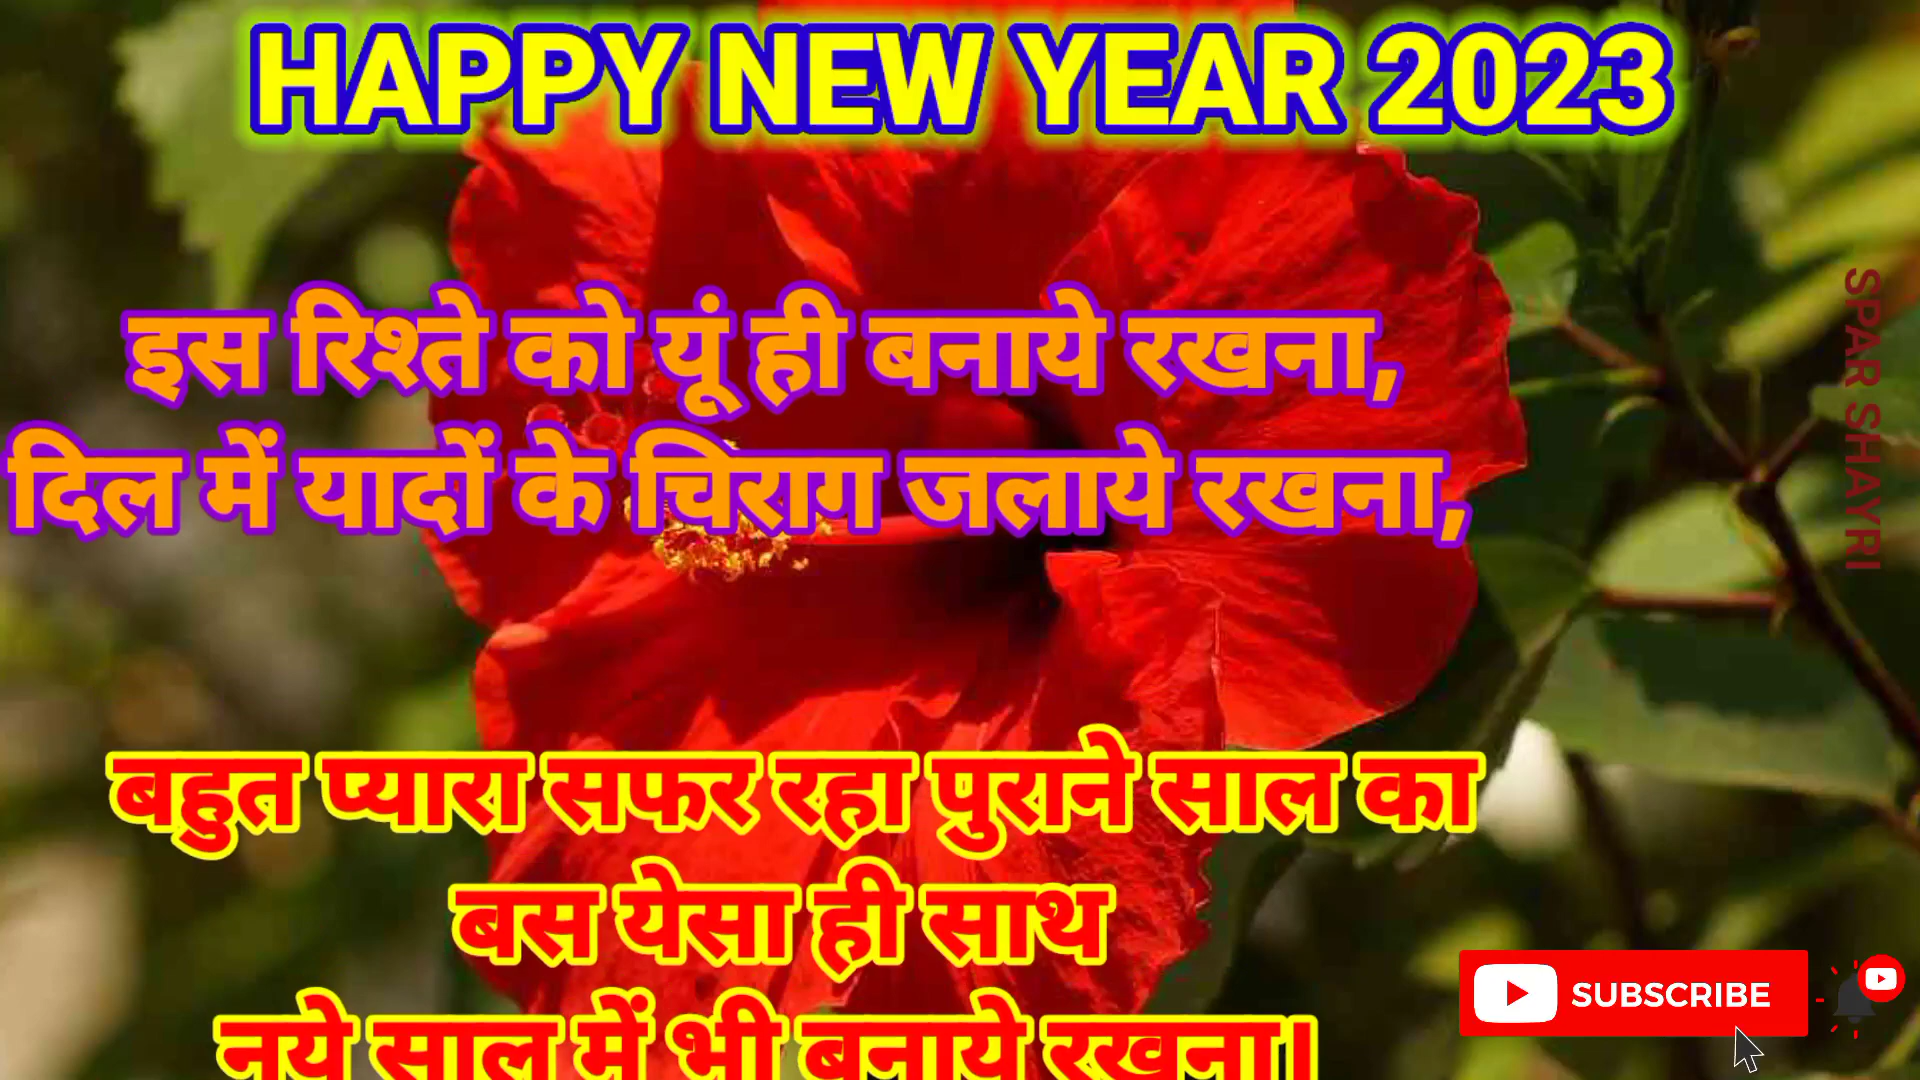 HAPPY NEW YEAR 2023
इस रिश्ते को यूं ही बनाये रखना,
दिल में यादों के चिराग जलाये रखना,
बहुत प्यारा सफर रहा पुराने साल का
बस येसा ही साथ
नये साल में भी बनाये रखना।
SPAR SHAYRI
SUBSCRIBE